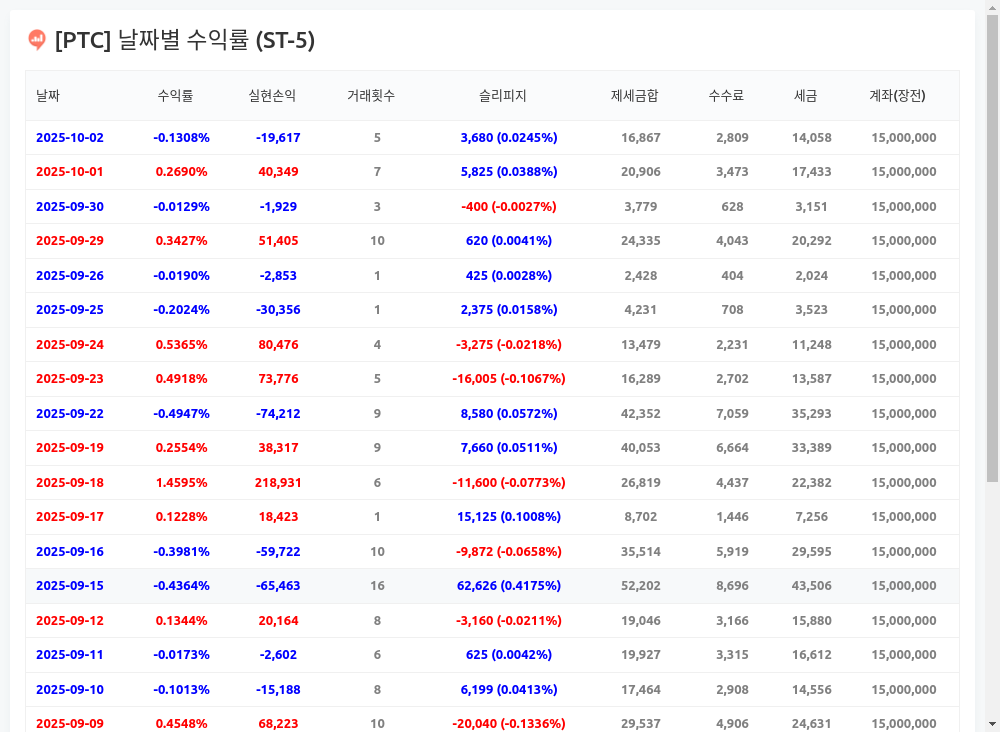 [PTC] 날짜별 수익률 (ST-5)
날짜 수익률 실현손익 거래횟수 슬리피지 제세금합 수수료 세금 계좌(장전)
2025-10-02 -0.1308% -19,617 5 3,680 (0.0245%) 16,867 2,809 14,058 15,000,000
2025-10-01 0.2690% 40,349 7 5,825 (0.0388%) 20,906 3,473 17,433 15,000,000
2025-09-30 -0.0129% -1,929 3 -400 (-0.0027%) 3,779 628 3,151 15,000,000
2025-09-29 0.3427% 51,405 10 620 (0.0041%) 24,335 4,043 20,292 15,000,000
2025-09-26 -0.0190% -2,853 1 425 (0.0028%) 2,428 404 2,024 15,000,000
2025-09-25 -0.2024% -30,356 1 2,375 (0.0158%) 4,231 708 3,523 15,000,000
2025-09-24 0.5365% 80,476 4 -3,275 (-0.0218%) 13,479 2,231 11,248 15,000,000
2025-09-23 0.4918% 73,776 5 -16,005 (-0.1067%) 16,289 2,702 13,587 15,000,000
2025-09-22 -0.4947% -74,212 9 8,580 (0.0572%) 42,352 7,059 35,293 15,000,000
2025-09-19 0.2554% 38,317 9 7,660 (0.0511%) 40,053 6,664 33,389 15,000,000
2025-09-18 1.4595% 218,931 6 -11,600 (-0.0773%) 26,819 4,437 22,382 15,000,000
2025-09-17 0.1228% 18,423 1 15,125 (0.1008%) 8,702 1,446 7,256 15,000,000
2025-09-16 -0.3981% -59,722 10 -9,872 (-0.0658%) 35,514 5,919 29,595 15,000,000
2025-09-15 -0.4364% -65,463 16 62,626 (0.4175%) 52,202 8,696 43,506 15,000,000
2025-09-12 0.1344% 20,164 8 -3,160 (-0.0211%) 19,046 3,166 15,880 15,000,000
2025-09-11 -0.0173% -2,602 6 625 (0.0042%) 19,927 3,315 16,612 15,000,000
2025-09-10 -0.1013% -15,188 8 6,199 (0.0413%) 17,464 2,908 14,556 15,000,000
2025-09-09 0.4548% 68,223 10 -20,040 (-0.1336%) 29,537 4,906 24,631 15,000,000